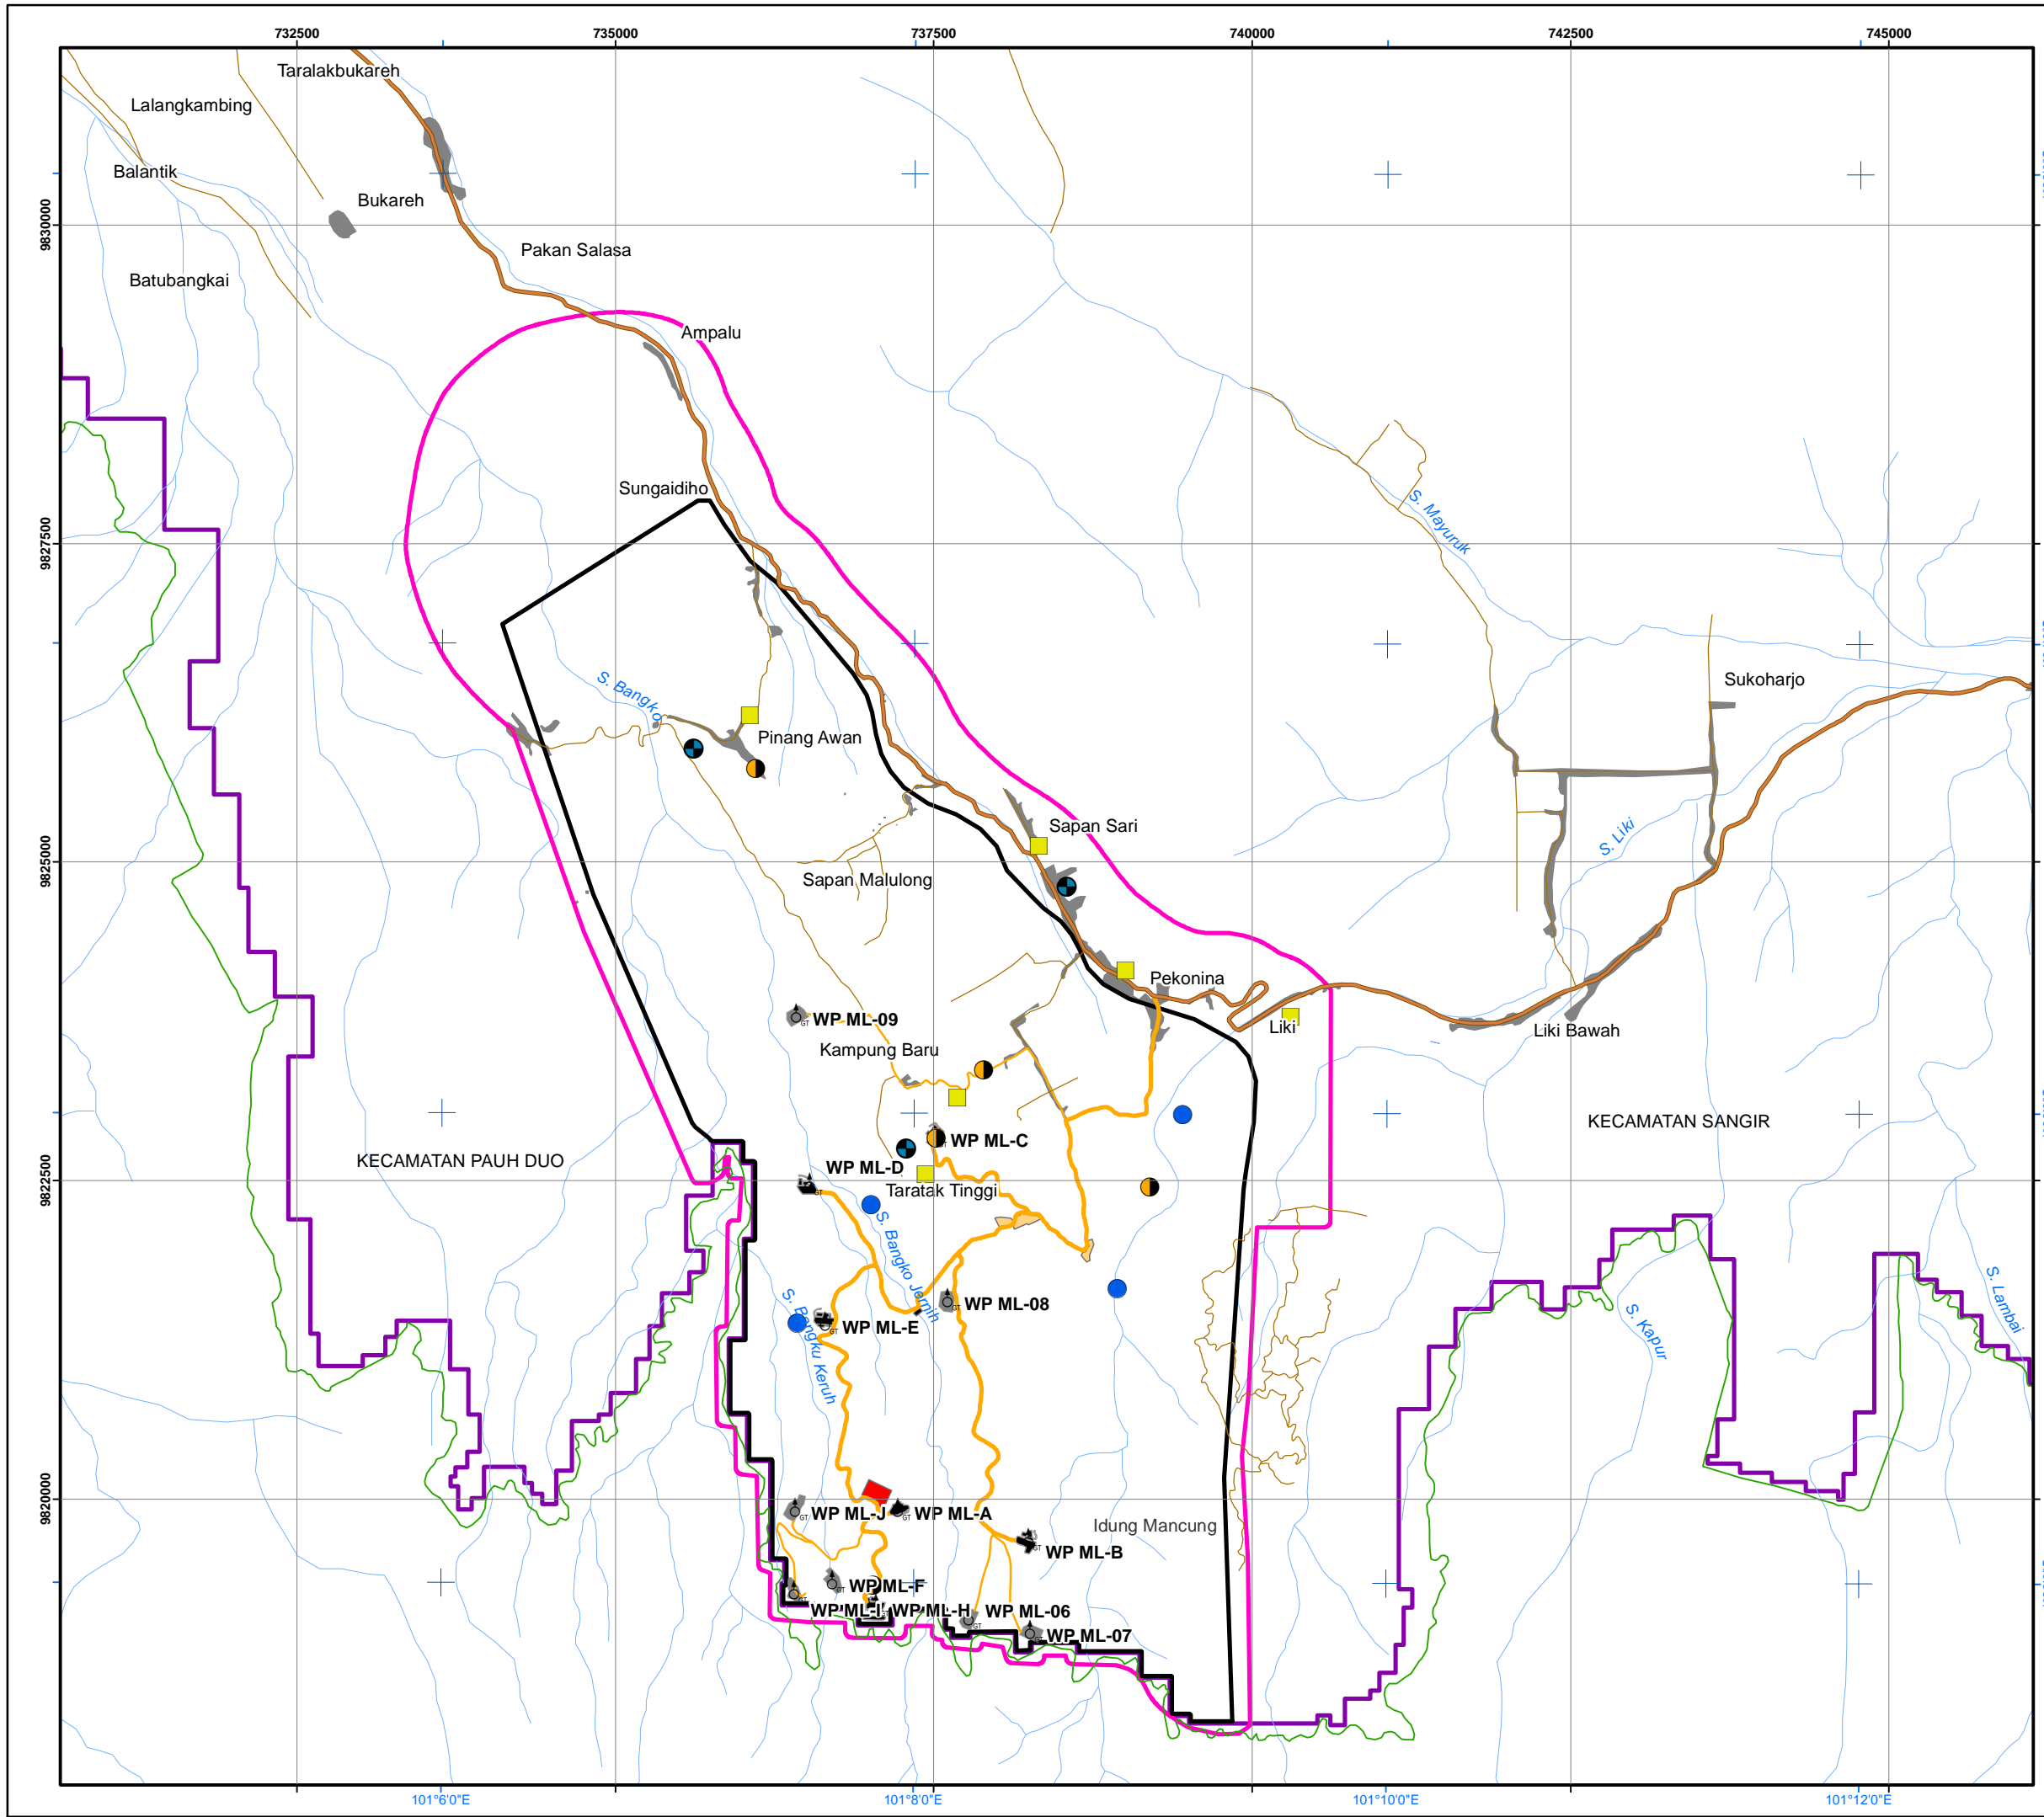 732500
735000
737500
740000
742500
745000
Taralakbukareh
Lalangkambing
Balantik
Bukareh
9830000
Pakan Salasa
Batubangkai
Ampalu
Sungaidiho
S. Mayuruk
9827500
S. Bangko
Sukoharjo
Pinang Awan
Sapan Sari
S. Liki
9825000
Sapan Malulong
Pekonina
WP ML-09
Liki
Liki Bawah
Kampung Baru
KECAMATAN SANGIR
WP ML-C
KECAMATAN PAUH DUO
WP ML-D
9822500
Taratak Tinggi
S. Bangko Jernih
S. Lambai
WP ML-08
S. Bangku Keruh
WP ML-E
S. Kapur
9820000
WP ML-J
WP ML-A
Idung Mancung
WP ML-B
WP ML-F
WP ML-I
WP ML-H
WP ML-06
WP ML-07
101°6'0"E
101°8'0"E
101°10'0"E
101°12'0"E